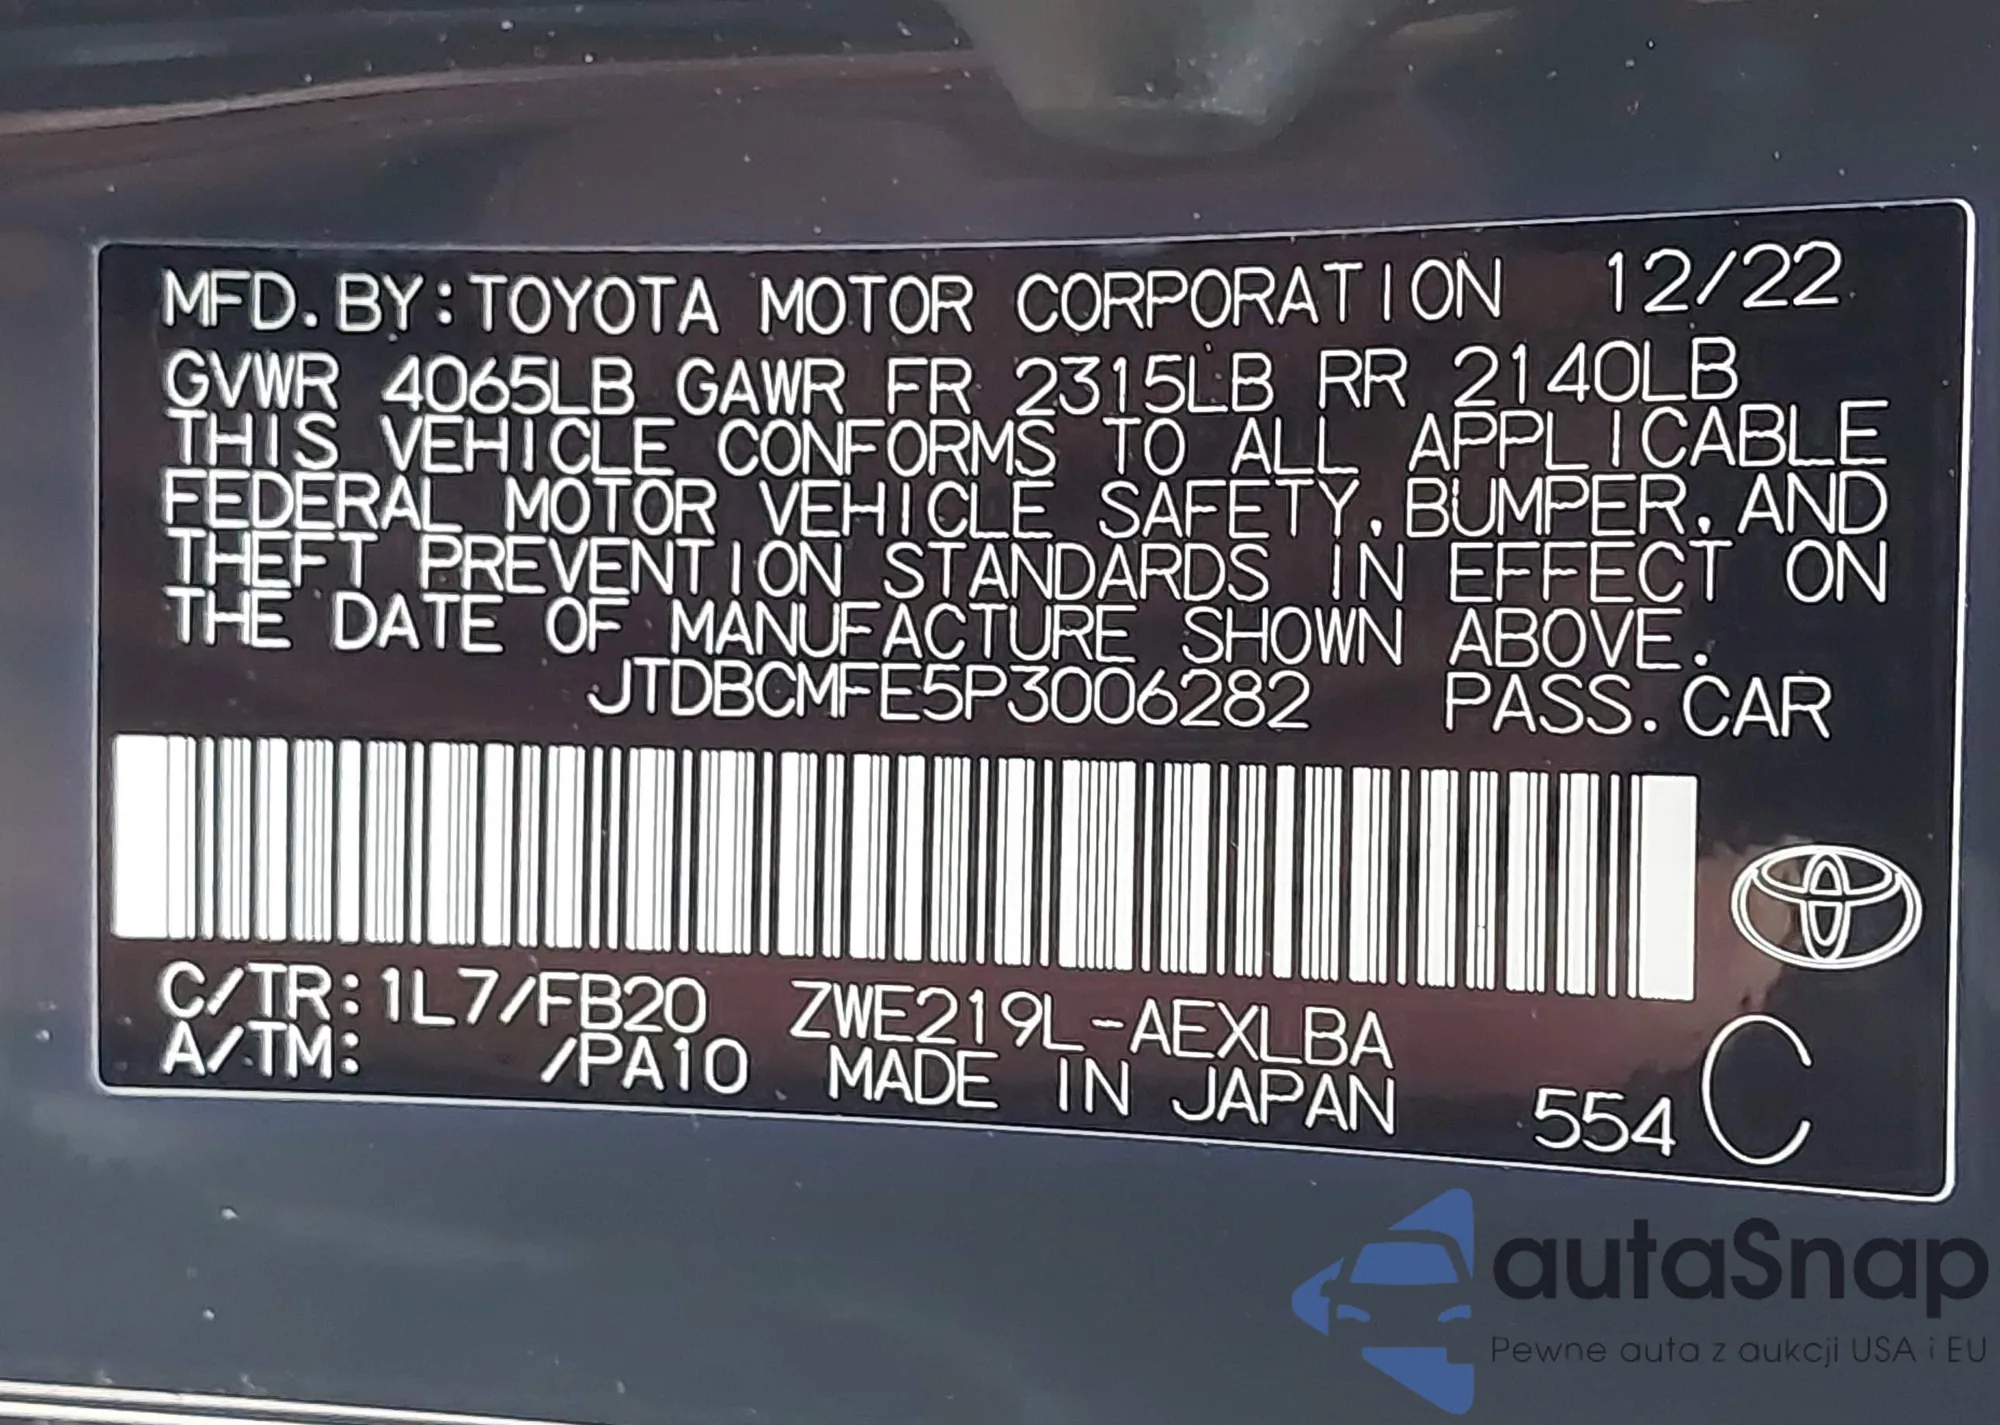 MFD. BY: TOYOTA MOTOR CORPORATION 12/22
GVWR 4065LB GAWR FR 2315LB RR 2140LB
THIS VEHICLE CONFORMS TO ALL APPLICABLE
FEDERAL MOTOR VEHICLE SAFETY, BUMPER, AND
THEFT PREVENTION STANDARDS IN EFFECT ON
THE DATE OF MANUFACTURE SHOWN ABOVE.
JTDBCMFE5P3006282 PASS. CAR
C/TR: 1L7/FB20 ZWE219L-AEXLBA
A/TM: /PA10 MADE IN JAPAN 554 C
autaSnap
Pewne auta z aukcji USA i EU